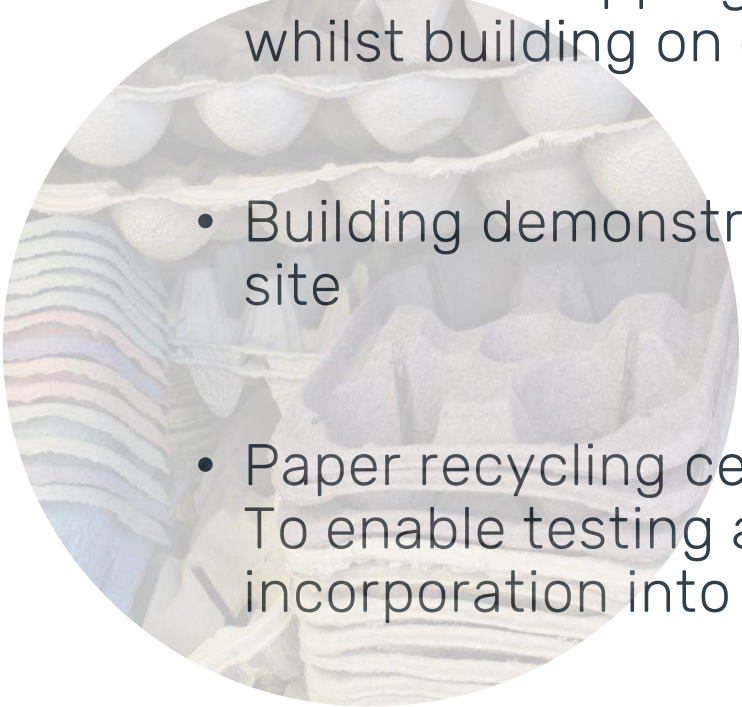 whilst building on
• Building demonstr
site
• Paper recycling ce
To enable testing a
incorporation into